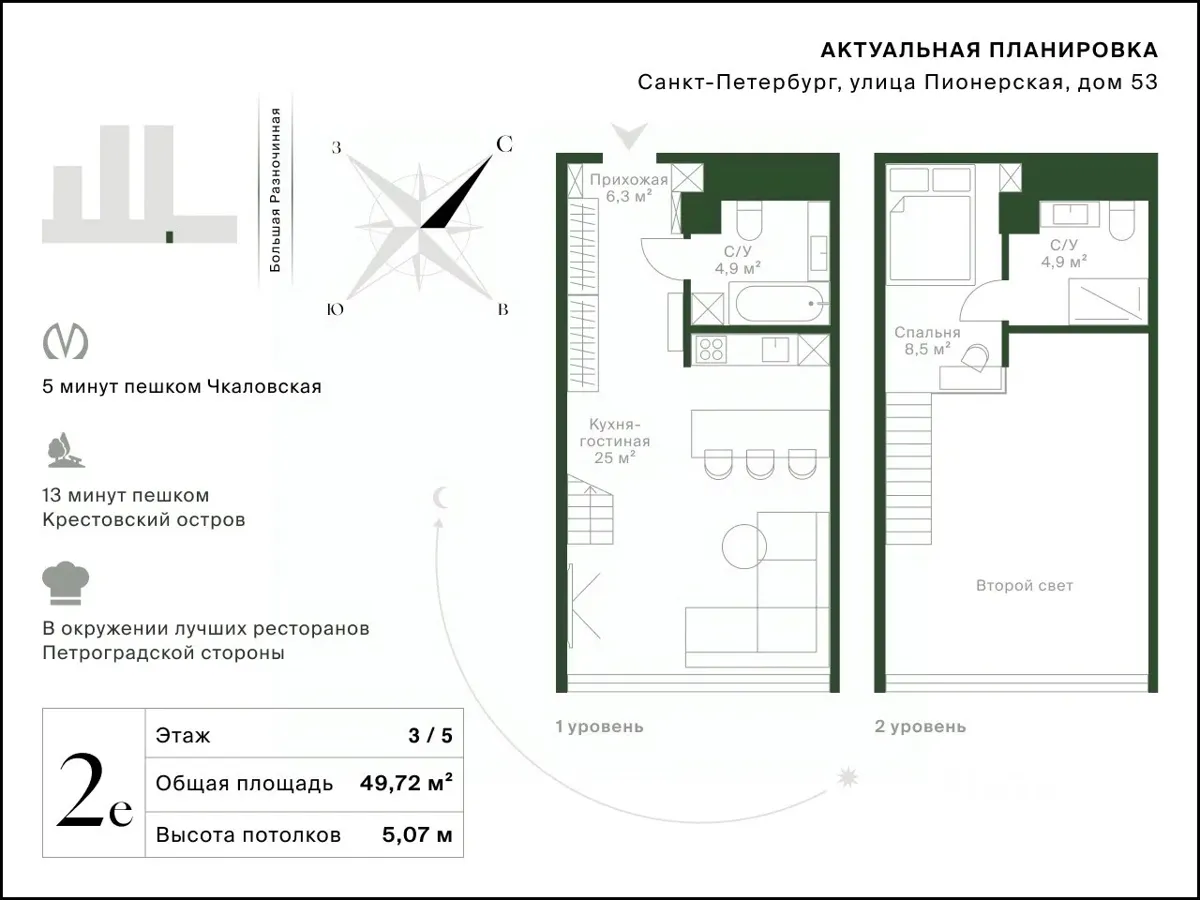 АКТУАЛЬНАЯ ПЛАНИРОВКА
Санкт-Петербург, улица Пионерская, дом 53
Большая Разночинная
З
С
Ю
В
5 минут пешком Чкаловская
13 минут пешком
Крестовский остров
В окружении лучших ресторанов
Петроградской стороны
2е
Этаж 3 / 5
Общая площадь 49,72 м²
Высота потолков 5,07 м
Прихожая
6,3 м²
С/У
4,9 м²
Кухня-
гостиная
25 м²
1 уровень
С/У
4,9 м²
Спальня
8,5 м²
Второй свет
2 уровень